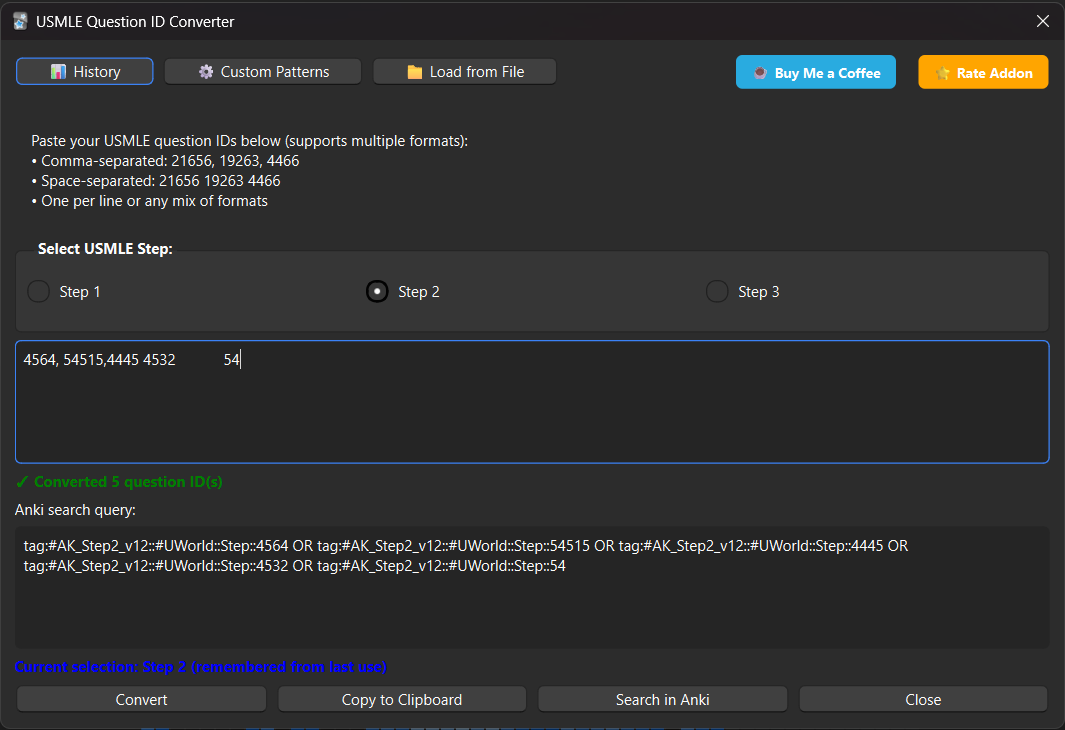 USMLE Question ID Converter
History Custom Patterns Load from File Buy Me a Coffee Rate Addon
Paste your USMLE question IDs below (supports multiple formats):
• Comma-separated: 21656, 19263, 4466
• Space-separated: 21656 19263 4466
• One per line or any mix of formats
Select USMLE Step:
Step 1 Step 2 Step 3
4564, 54515,4445 4532 54
✓ Converted 5 question ID(s)
Anki search query:
tag:#AK_Step2_v12::#UWorld::Step::4564 OR tag:#AK_Step2_v12::#UWorld::Step::54515 OR tag:#AK_Step2_v12::#UWorld::Step::4445 OR
tag:#AK_Step2_v12::#UWorld::Step::4532 OR tag:#AK_Step2_v12::#UWorld::Step::54
Current selection: Step 2 (remembered from last use)
Convert Copy to Clipboard Search in Anki Close